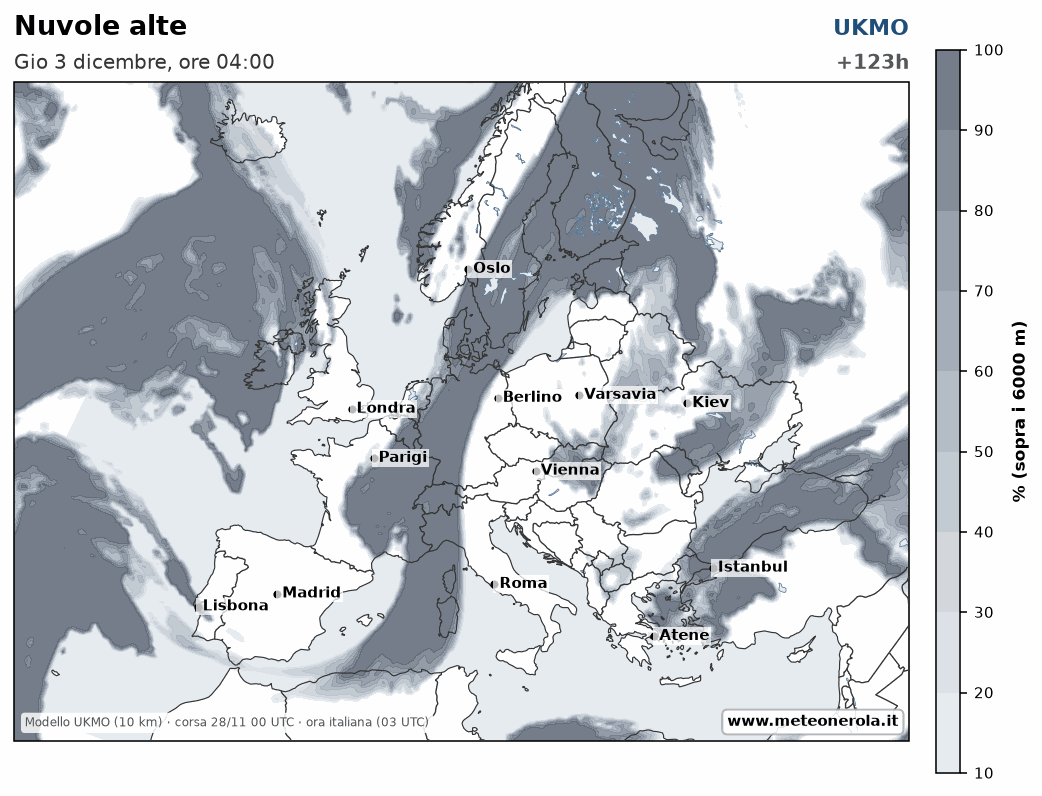 Nuvole alte
UKMO
Gio 3 dicembre, ore 04:00
+123h
100
90
80
70
60
50
40
30
20
10
% (sopra i 6000 m)
Oslo
Londra
Berlino
Varsavia
Kiev
Parigi
Vienna
Istanbul
Roma
Madrid
Lisbona
Atene
Modello UKMO (10 km) · corsa 28/11 00 UTC · ora italiana (03 UTC)
www.meteonerola.it